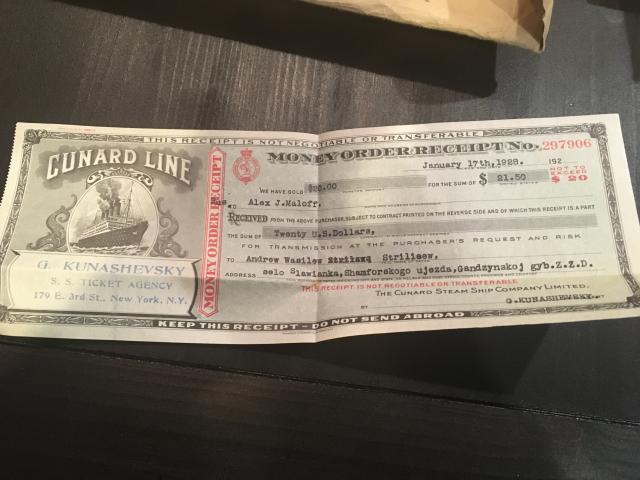 THIS RECEIPT IS NOT NEGOTIABLE OR TRANSFERABLE
CUNARD LINE
G. KUNASHEVSKY
S. S. TICKET AGENCY
179 E. 3rd St., New York, N.Y.
MONEY ORDER RECEIPT
MONEY ORDER RECEIPT No. 297906
January 17th, 1928. 192
NOT TO EXCEED $ 20
WE HAVE SOLD $20.00 FOR THE SUM OF $ 21.50
TO Alex J.Maloff,
RECEIVED FROM THE ABOVE PURCHASER, SUBJECT TO CONTRACT PRINTED ON THE REVERSE SIDE AND OF WHICH THIS RECEIPT IS A PART
THE SUM OF Twenty U.S.Dollars,
FOR TRANSMISSION AT THE PURCHASER'S REQUEST AND RISK
TO Andrew Wasilew Striliaew,
ADDRESS selo Slawianka, Shamforskogo ujezda, Gandzynskoj gyb. Z.Z.D.
THIS RECEIPT IS NOT NEGOTIABLE OR TRANSFERABLE
THE CUNARD STEAM SHIP COMPANY LIMITED.
BY G.KUNASHEVSKY
KEEP THIS RECEIPT - DO NOT SEND ABROAD